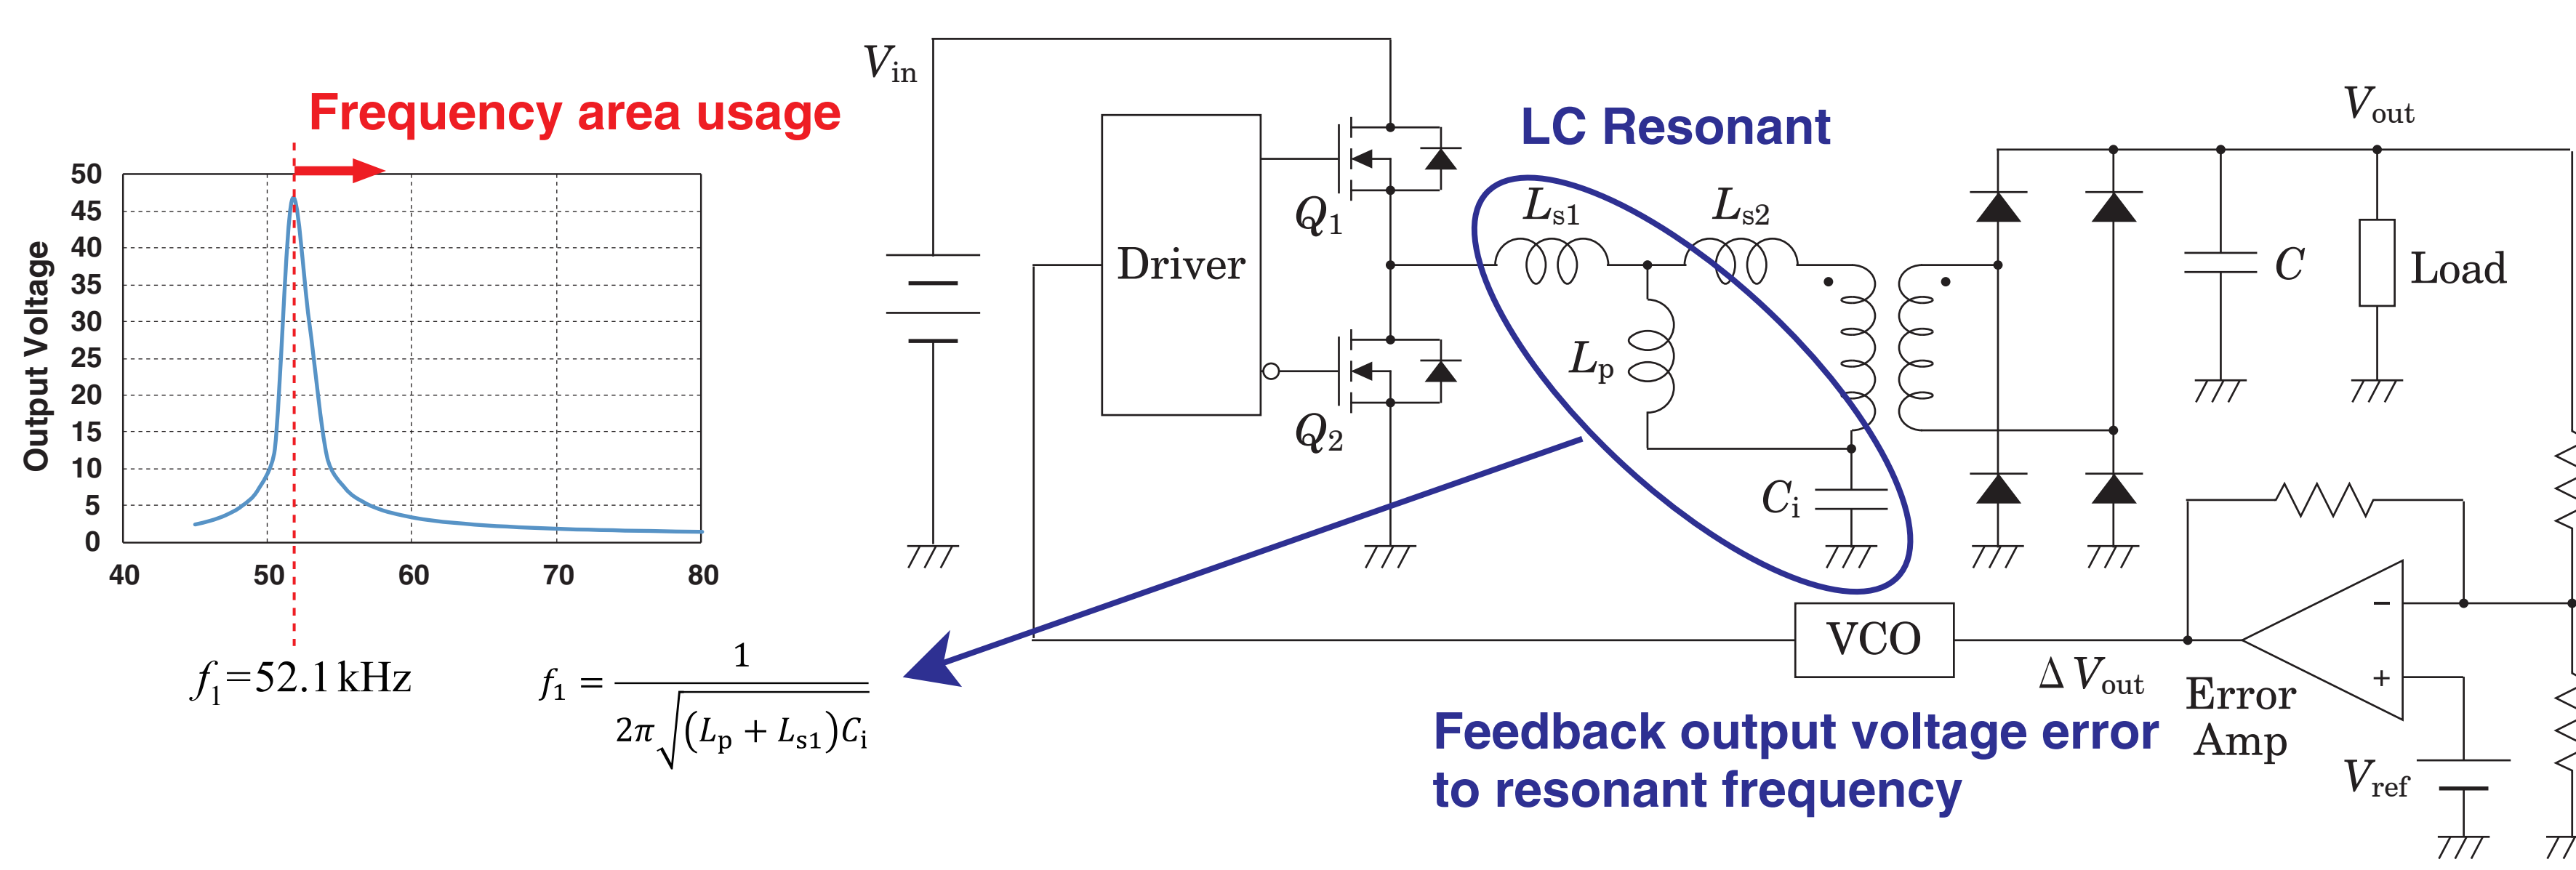 Frequency area usage
Output Voltage
50
45
40
35
30
25
20
15
10
5
0
40 50 60 70 80
f1=52.1 kHz
f1 = 1 / 2π√(Lp + Ls1)Ci
Vin
Driver
Q1
Q2
LC Resonant
Ls1
Ls2
Lp
Ci
Vout
C
Load
VCO
Δ Vout
−
+
Error
Amp
Vref
Feedback output voltage error
to resonant frequency